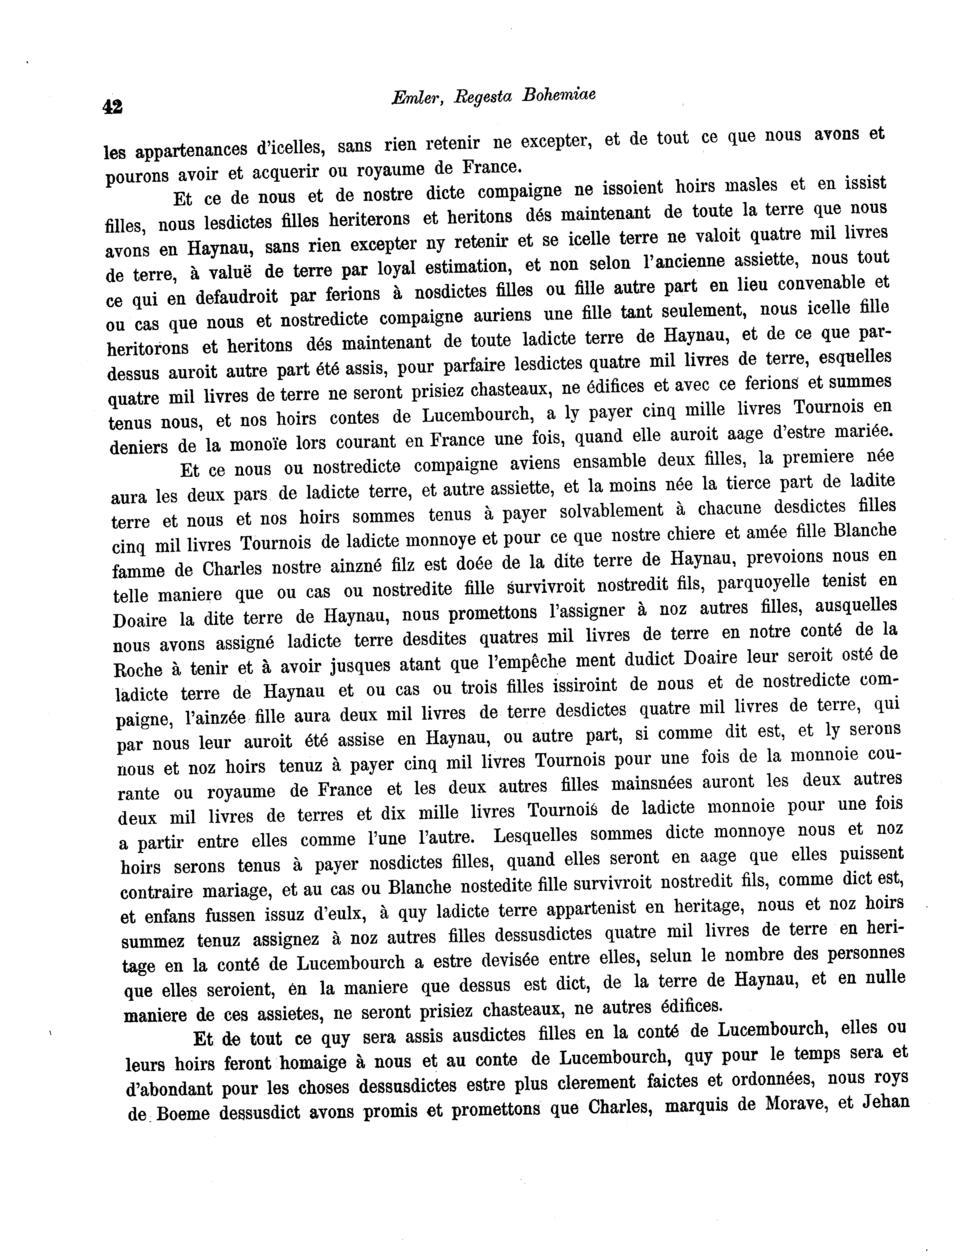 42
Emler, Regesta Bohemiae
les appartenances d'icelles, sans rien retenir ne excepter, et de tout ce que nous avons et
pourons avoir et acquerir ou royaume de France.
Et ce de nous et de nostre dicte compaigne ne issoient hoirs masles et en issist
filles, nous lesdictes filles heriterons et heritons dés maintenant de toute la terre que nous
avons en Haynau, sans rien excepter ny retenir et se icelle terre ne valoit quatre mil livres
de terre, à valuë de terre par loyal estimation, et non selon l'ancienne assiette, nous tout
ce qui en defaudroit par ferions à nosdictes filles ou fille autre part en lieu convenable et
ou cas que nous et nostredicte compaigne auriens une fille tant seulement, nous icelle fille
heritorons et heritons dés maintenant de toute ladicte terre de Haynau, et de ce que par-
dessus auroit autre part été assis, pour parfaire lesdictes quatre mil livres de terre, esquelles
quatre mil livres de terre ne seront prisiez chasteaux, ne édifices et avec ce ferions et summes
tenus nous, et nos hoirs contes de Lucembourch, a ly payer cinq mille livres Tournois en
deniers de la monoïe lors courant en France une fois, quand elle auroit aage d'estre mariée.
Et ce nous ou nostredicte compaigne aviens ensamble deux filles, la premiere née
aura les deux pars de ladicte terre, et autre assiette, et la moins née la tierce part de ladite
terre et nous et nos hoirs sommes tenus à payer solvablement à chacune desdictes filles
cinq mil livres Tournois de ladicte monnoye et pour ce que nostre chiere et amée fille Blanche
famme de Charles nostre ainzné filz est doée de la dite terre de Haynau, prevoions nous en
telle maniere que ou cas ou nostredite fille survivroit nostredit fils, parquoyelle tenist en
Doaire la dite terre de Haynau, nous promettons l'assigner à noz autres filles, ausquelles
nous avons assigné ladicte terre desdites quatres mil livres de terre en notre conté de la
Roche à tenir et à avoir jusques atant que l'empêche ment dudict Doaire leur seroit osté de
ladicte terre de Haynau et ou cas ou trois filles issiroint de nous et de nostredicte com-
paigne, l'ainzée fille aura deux mil livres de terre desdictes quatre mil livres de terre, qui
par nous leur auroit été assise en Haynau, ou autre part, si comme dit est, et ly serons
nous et noz hoirs tenuz à payer cinq mil livres Tournois pour une fois de la monnoie cou-
rante ou royaume de France et les deux autres filles mainsnées auront les deux autres
deux mil livres de terres et dix mille livres Tournois de ladicte monnoie pour une fois
a partir entre elles comme l'une l'autre. Lesquelles sommes dicte monnoye nous et noz
hoirs serons tenus à payer nosdictes filles, quand elles seront en aage que elles puissent
contraire mariage, et au cas ou Blanche nostedite fille survivroit nostredit fils, comme dict est,
et enfans fussen issuz d'eulx, à quy ladicte terre appartenist en heritage, nous et noz hoirs
summez tenuz assignez à noz autres filles dessusdictes quatre mil livres de terre en heri-
tage en la conté de Lucembourch a estre devisée entre elles, selun le nombre des personnes
que elles seroient, en la maniere que dessus est dict, de la terre de Haynau, et en nulle
maniere de ces assietes, ne seront prisiez chasteaux, ne autres édifices.
Et de tout ce quy sera assis ausdictes filles en la conté de Lucembourch, elles ou
leurs hoirs feront homaige à nous et au conte de Lucembourch, quy pour le temps sera et
d'abondant pour les choses dessusdictes estre plus clerement faictes et ordonnées, nous roys
de Boeme dessusdict avons promis et promettons que Charles, marquis de Morave, et Jehan